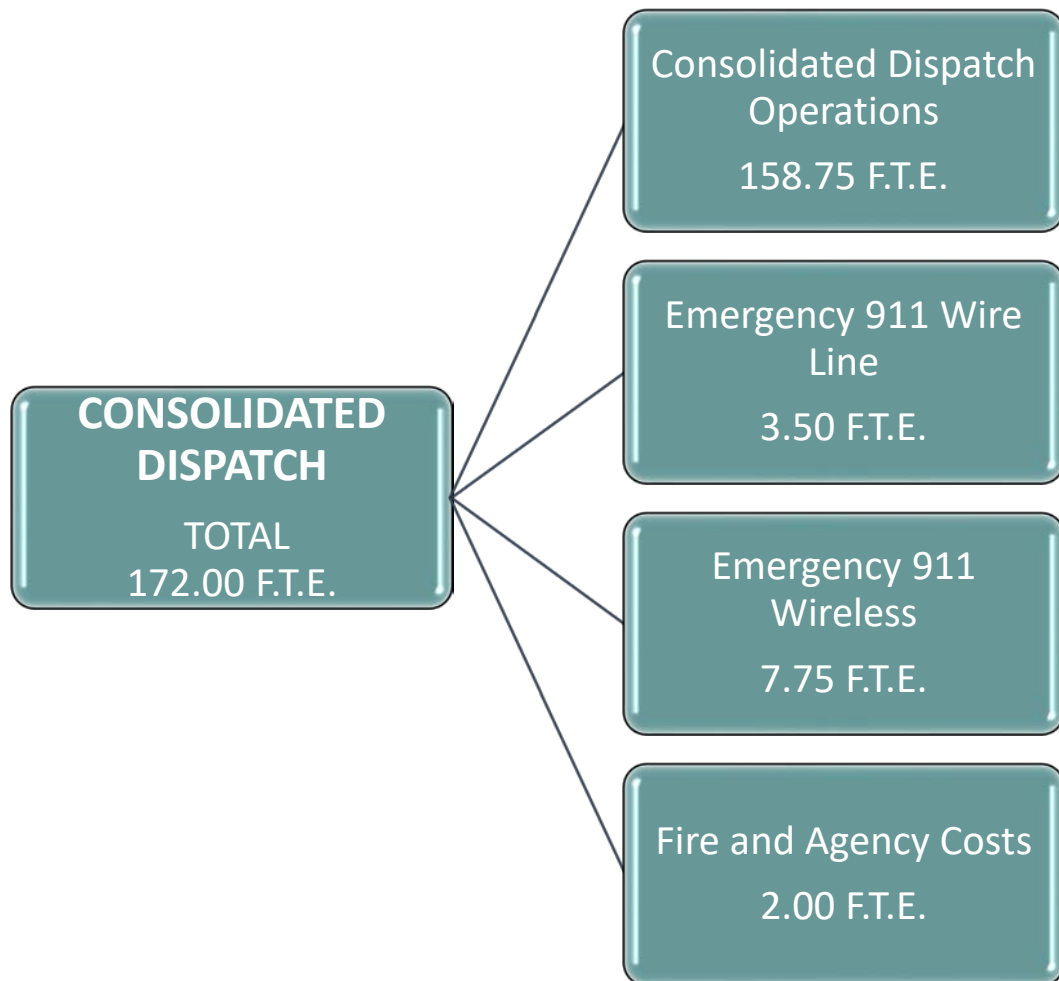 Consolidated Dispatch
Operations
158.75 F.T.E.
Emergency 911 Wire
Line
3.50 F.T.E.
CONSOLIDATED
DISPATCH
TOTAL
172.00 F.T.E.
Emergency 911
Wireless
7.75 F.T.E.
Fire and Agency Costs
2.00 F.T.E.